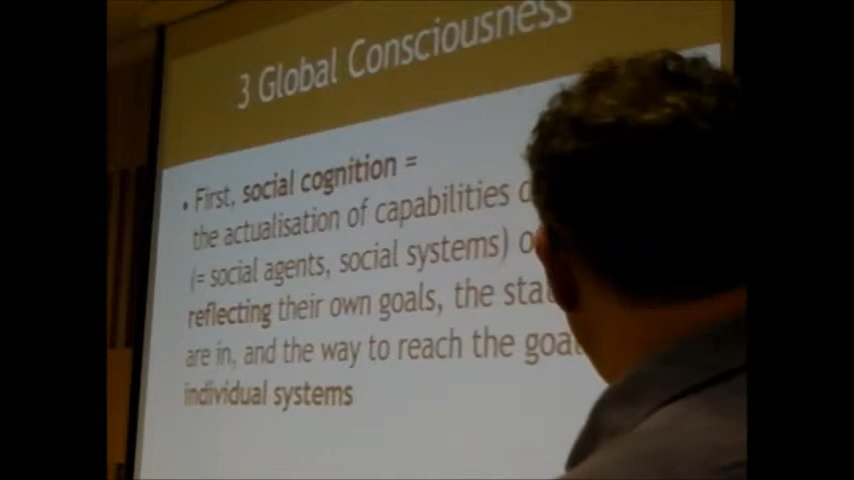 3 Global Consciousness
• First, social cognition =
the actualisation of capabilities
(= social agents, social systems)
reflecting their own goals, the
are in, and the way to reach the
individual systems